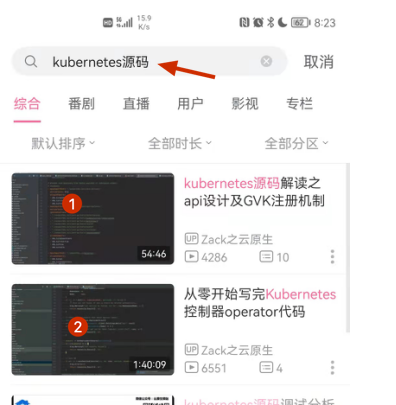 HD 15.9 K/s 62 8:23
kubernetes源码 取消
综合 番剧 直播 用户 影视 专栏
默认排序 全部时长 全部分区
kubernetes源码解读之
api设计及GVK注册机制
1
UP Zack之云原生
54:46
4286 10
从零开始写完Kubernetes
控制器operator代码
2
UP Zack之云原生
1:40:09
6551 4
kubernetes源码调试分析